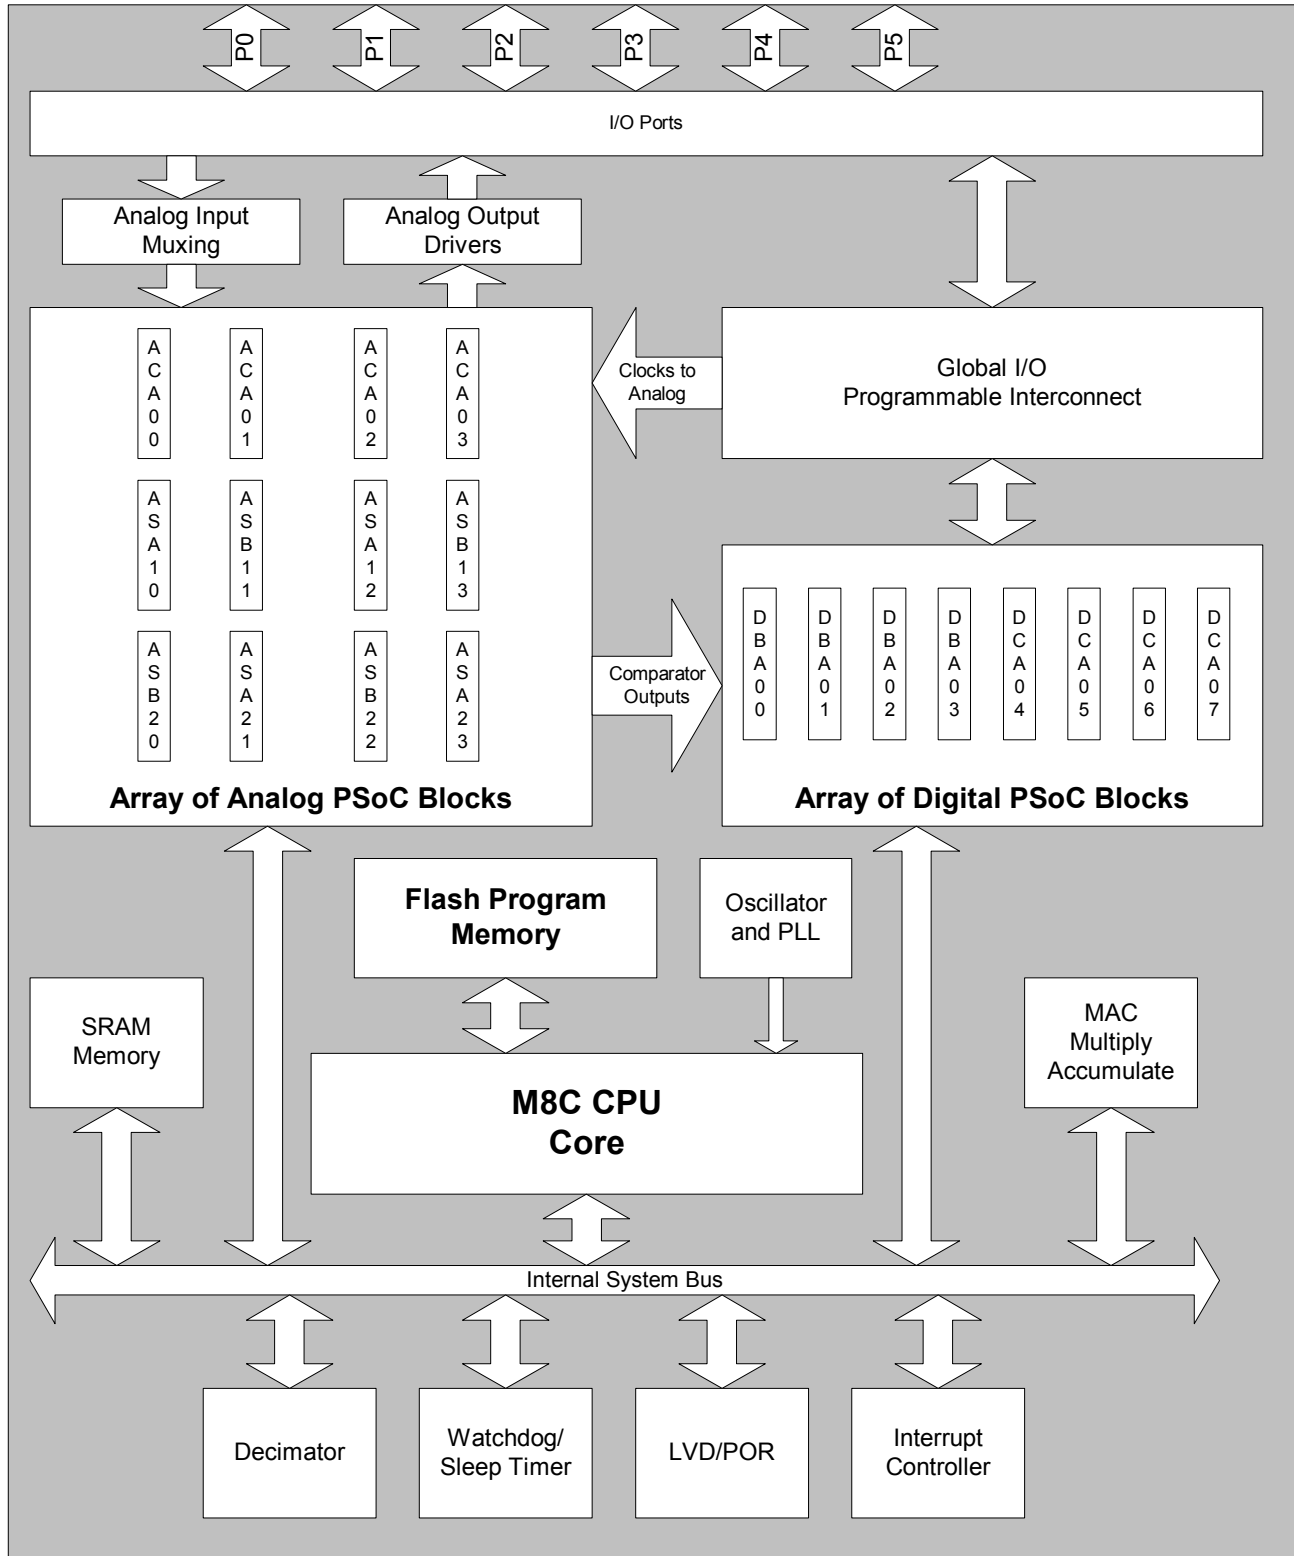 P0
P1
P2
P3
P4
P5
I/O Ports
Analog Input
Muxing
Analog Output
Drivers
ACA00
ACA01
ACA02
ACA03
Clocks to
Analog
Global I/O
Programmable Interconnect
ASA10
ASB11
ASA12
ASB13
ASB20
ASA21
ASB22
ASA23
Comparator
Outputs
DBA00
DBA01
DBA02
DBA03
DCA04
DCA05
DCA06
DCA07
Array of Analog PSoC Blocks
Array of Digital PSoC Blocks
Flash Program
Memory
Oscillator
and PLL
SRAM
Memory
MAC
Multiply
Accumulate
M8C CPU
Core
Internal System Bus
Decimator
Watchdog/
Sleep Timer
LVD/POR
Interrupt
Controller